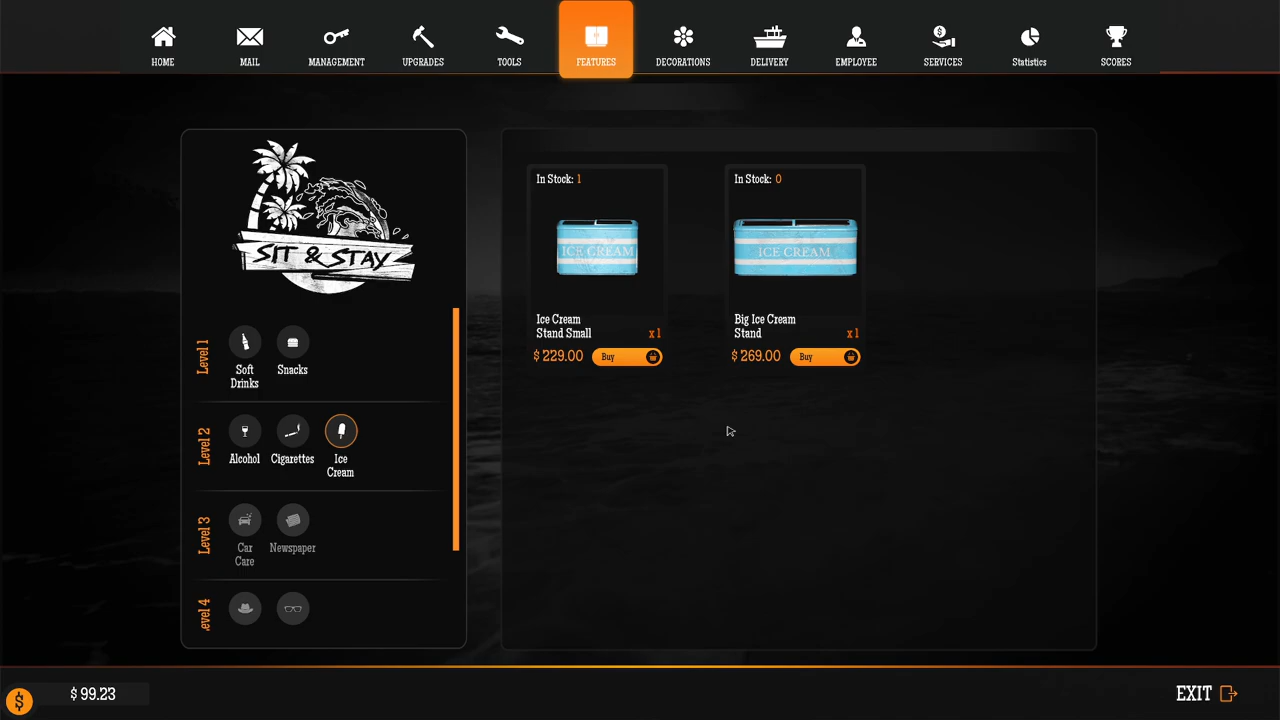 HOME
MAIL
MANAGEMENT
UPGRADES
TOOLS
FEATURES
DECORATIONS
DELIVERY
EMPLOYEE
SERVICES
Statistics
SCORES
SIT & STAY
Level 1
Soft
Drinks
Snacks
Level 2
Alcohol
Cigarettes
Ice
Cream
Level 3
Car
Care
Newspaper
evel 4
In Stock: 1
ICE CREAM
Ice Cream
Stand Small
x 1
$ 229.00
Buy
In Stock: 0
ICE CREAM
Big Ice Cream
Stand
x 1
$ 269.00
Buy
$
$ 99.23
EXIT